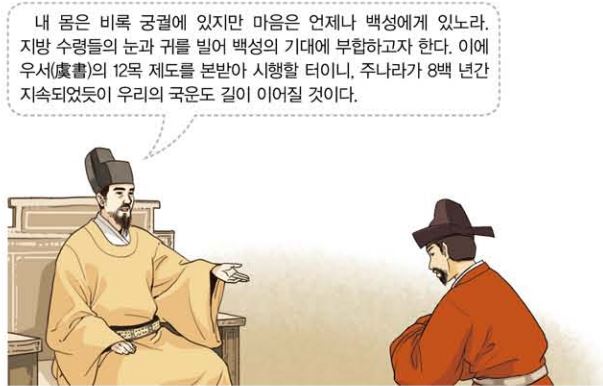 내 몸은 비록 궁궐에 있지만 마음은 언제나 백성에게 있노라.
지방 수령들의 눈과 귀를 빌어 백성의 기대에 부합하고자 한다. 이에
우서(虞書)의 12목 제도를 본받아 시행할 터이니, 주나라가 8백 년간
지속되었듯이 우리의 국운도 길이 이어질 것이다.